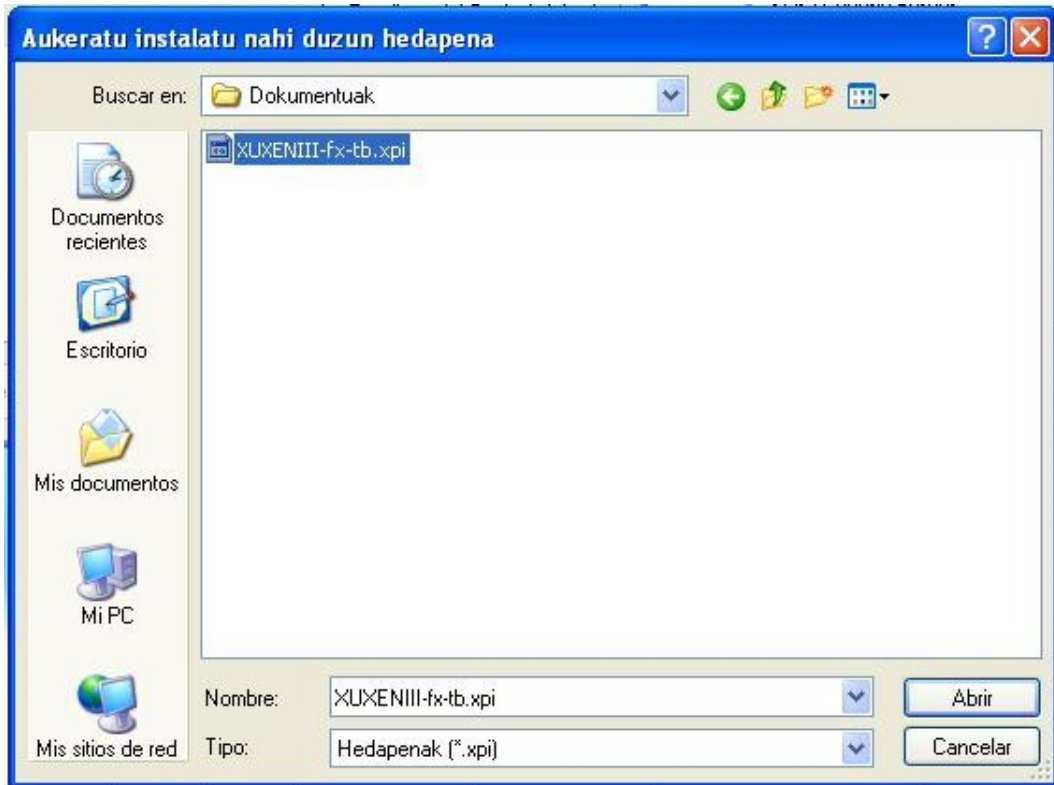 Aukeratu instalatu nahi duzun hedapena
Buscar en:
Dokumentuak
XUXENIII-fx-tb.xpi
Documentos
recientes
Escritorio
Mis documentos
Mi PC
Mis sitios de red
Nombre:
XUXENIII-fx-tb.xpi
Abrir
Tipo:
Hedapenak (*.xpi)
Cancelar